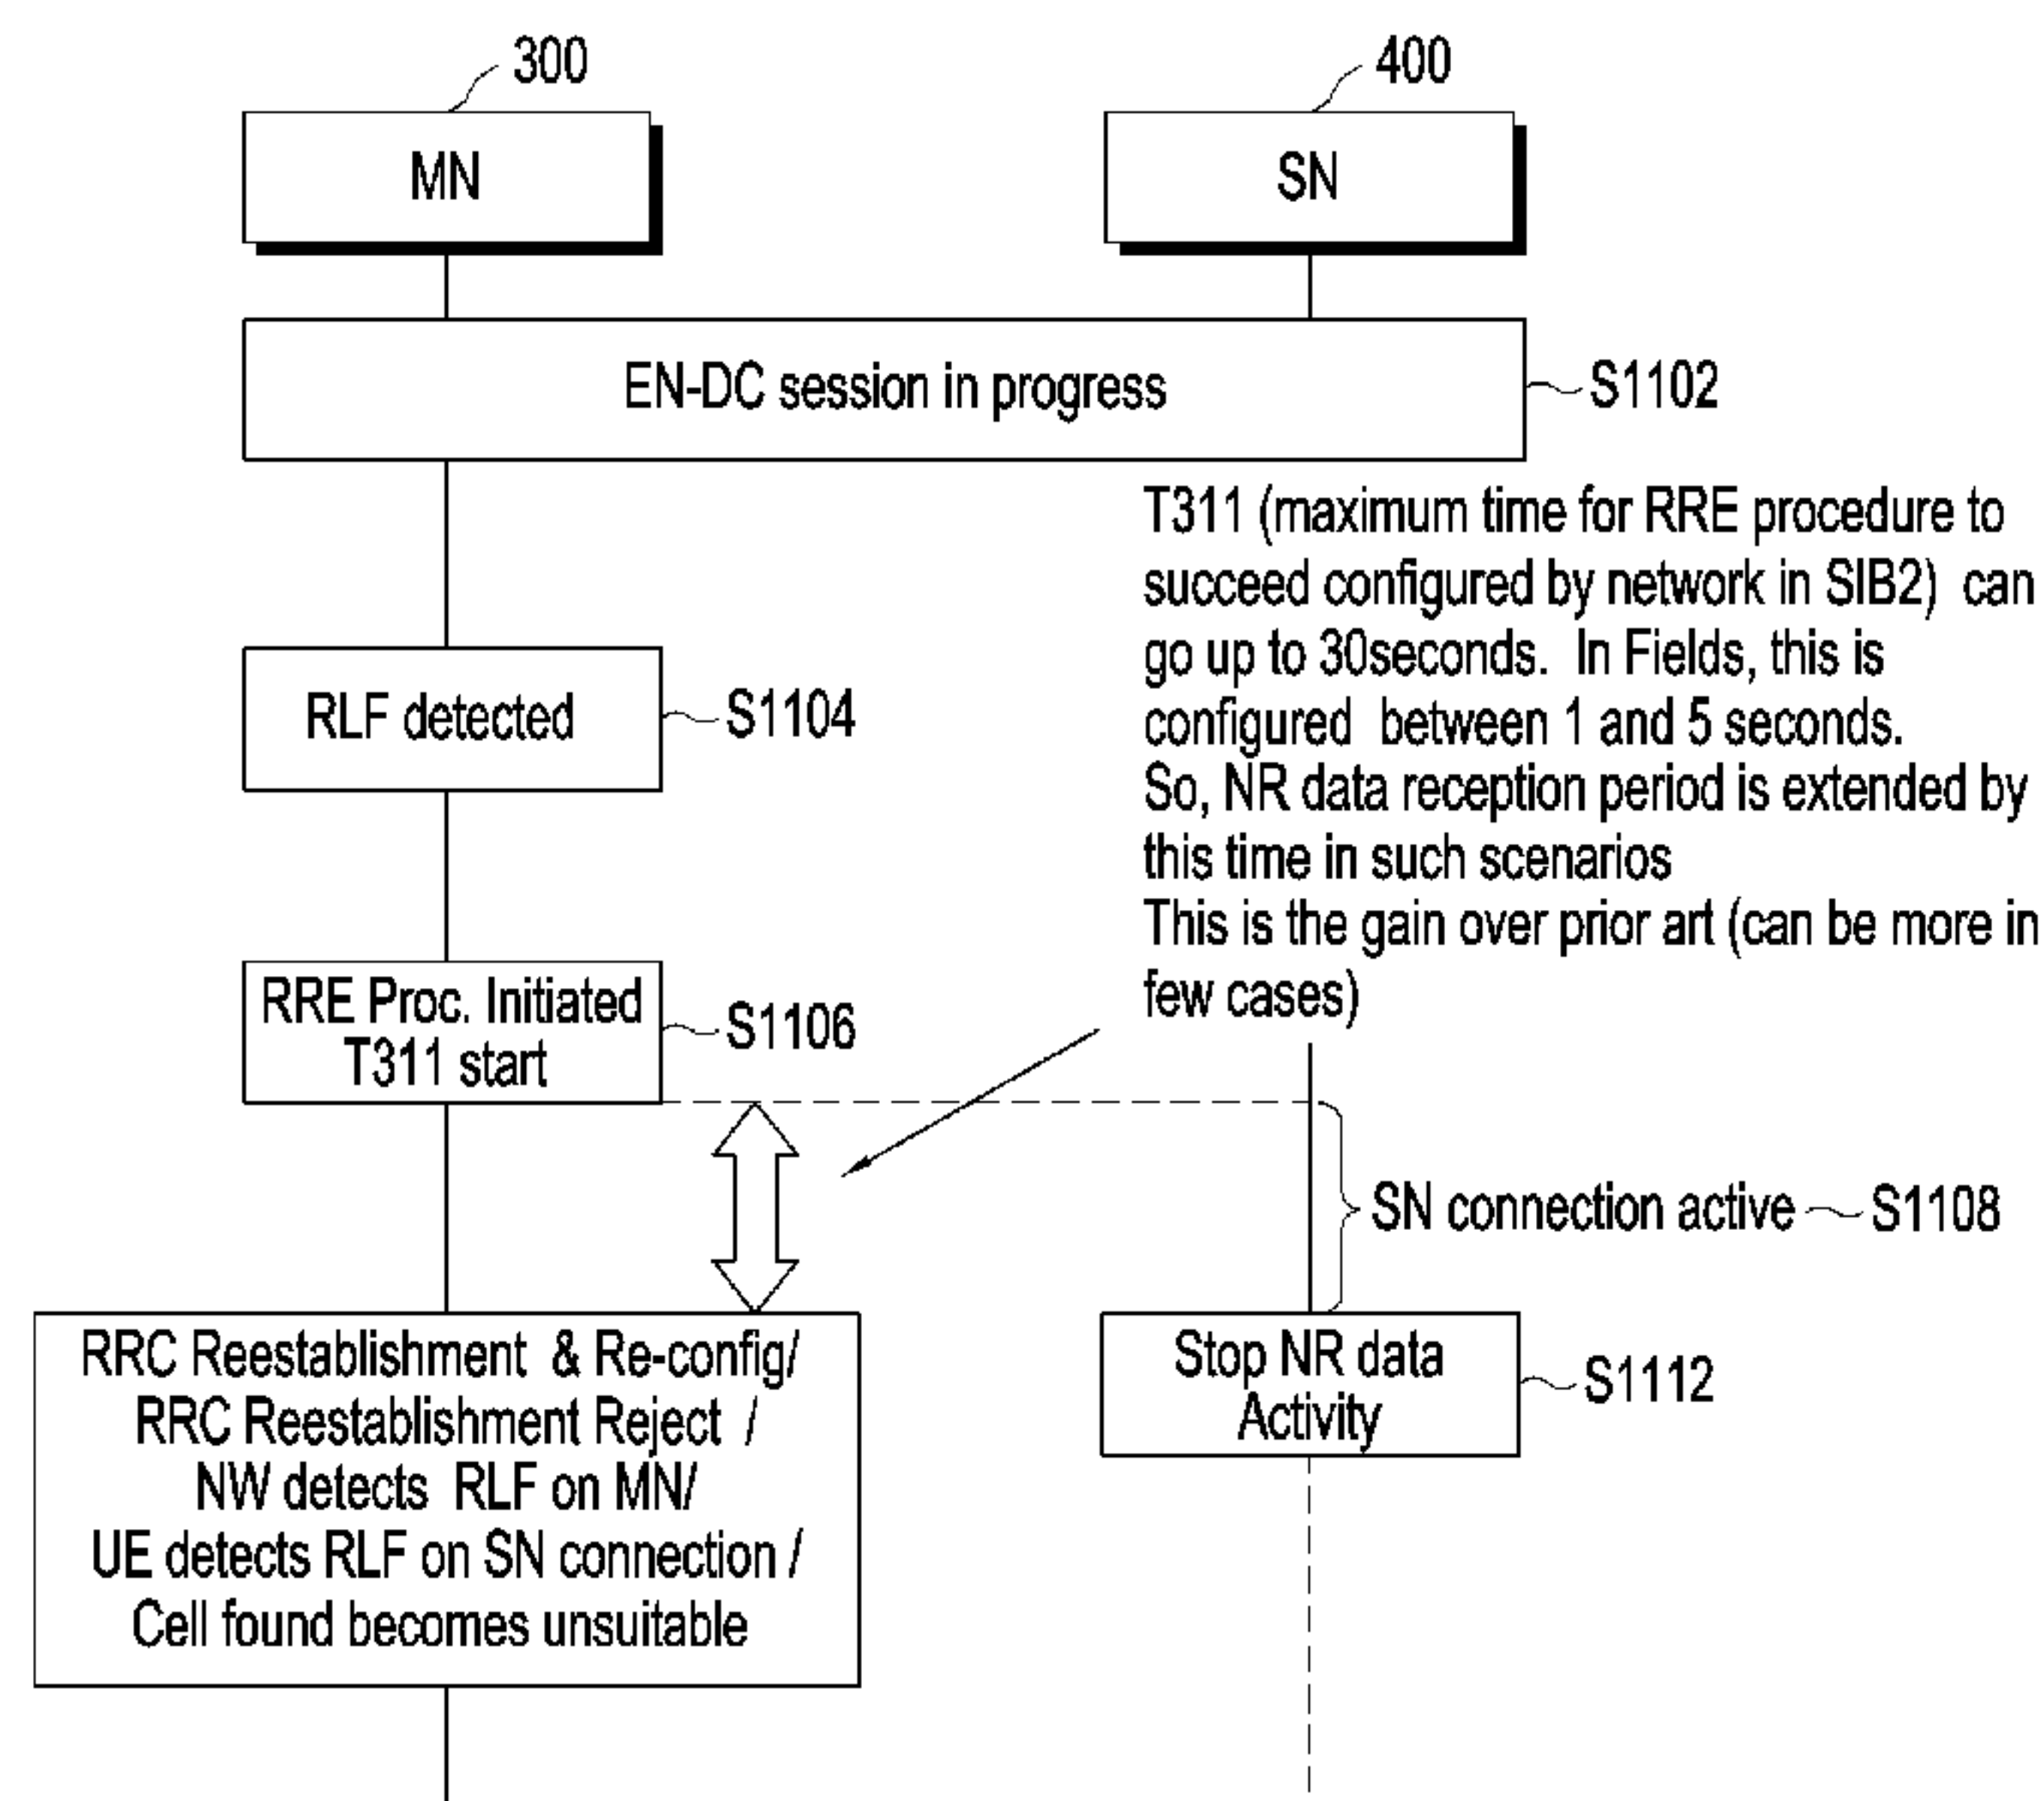 300
400
MN
SN
EN-DC session in progress
S1102
T311 (maximum time for RRE procedure to
succeed configured by network in SIB2) can
go up to 30seconds. In Fields, this is
configured between 1 and 5 seconds.
So, NR data reception period is extended by
this time in such scenarios
This is the gain over prior art (can be more in
few cases)
RLF detected
S1104
RRE Proc. Initiated
T311 start
S1106
SN connection active
S1108
RRC Reestablishment & Re-config/
RRC Reestablishment Reject /
NW detects RLF on MN/
UE detects RLF on SN connection /
Cell found becomes unsuitable
Stop NR data
Activity
S1112